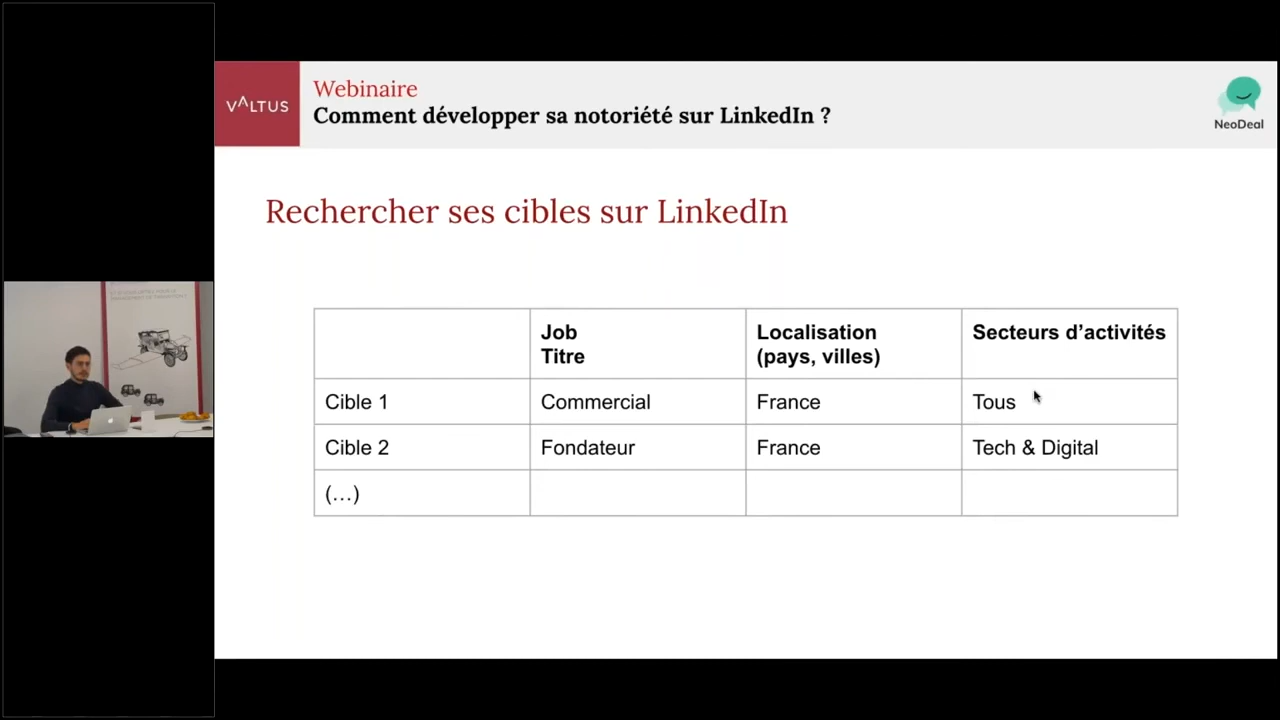 VALTUS
Webinaire
Comment développer sa notoriété sur LinkedIn ?
NeoDeal
Rechercher ses cibles sur LinkedIn
Job Titre
Localisation (pays, villes)
Secteurs d'activités
Cible 1
Commercial
France
Tous
Cible 2
Fondateur
France
Tech & Digital
(…)